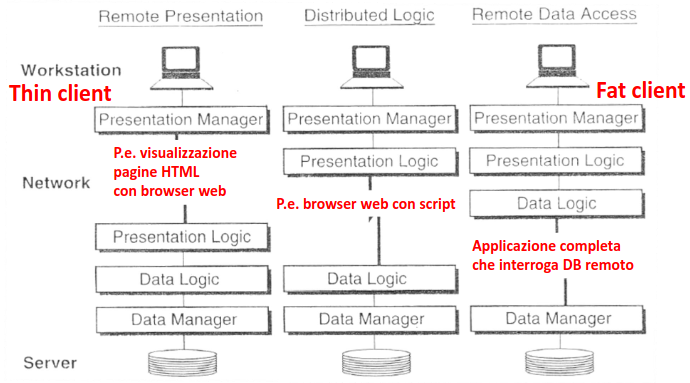 Remote Presentation Distributed Logic Remote Data Access
Workstation
Thin client Fat client
Presentation Manager Presentation Manager Presentation Manager
P.e. visualizzazione
pagine HTML
con browser web
Presentation Logic Presentation Logic
Network
P.e. browser web con script
Data Logic
Presentation Logic
Applicazione completa
che interroga DB remoto
Data Logic Data Logic
Data Manager Data Manager Data Manager
Server